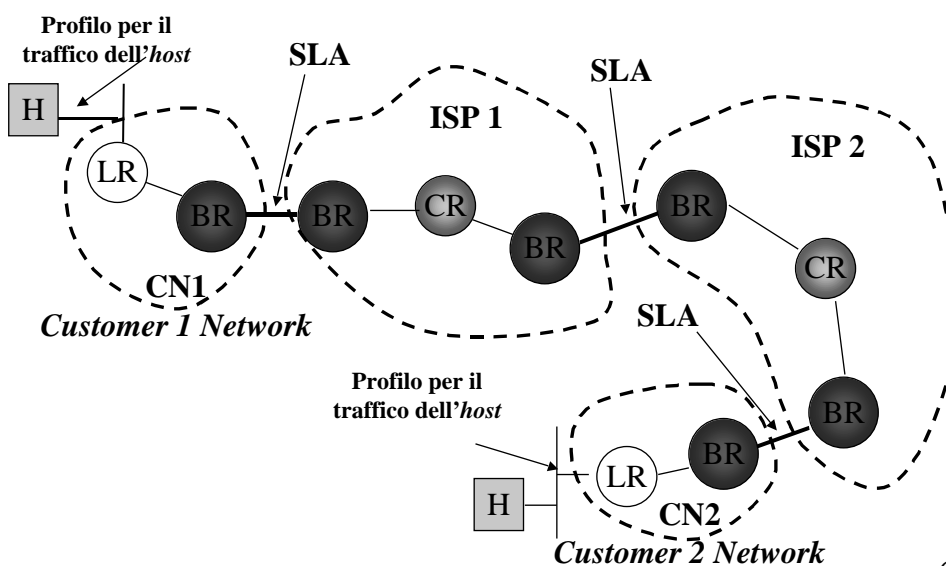 Profilo per il
traffico dell'host
SLA
SLA
H
ISP 1
ISP 2
LR
BR
BR
CR
BR
BR
CR
CN1
Customer 1 Network
SLA
Profilo per il
traffico dell'host
BR
BR
LR
H
CN2
Customer 2 Network